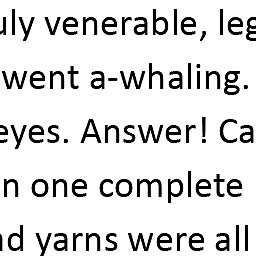 uly venerable, leg
went a-whaling.
eyes. Answer! Ca
n one complete
nd yarns were all